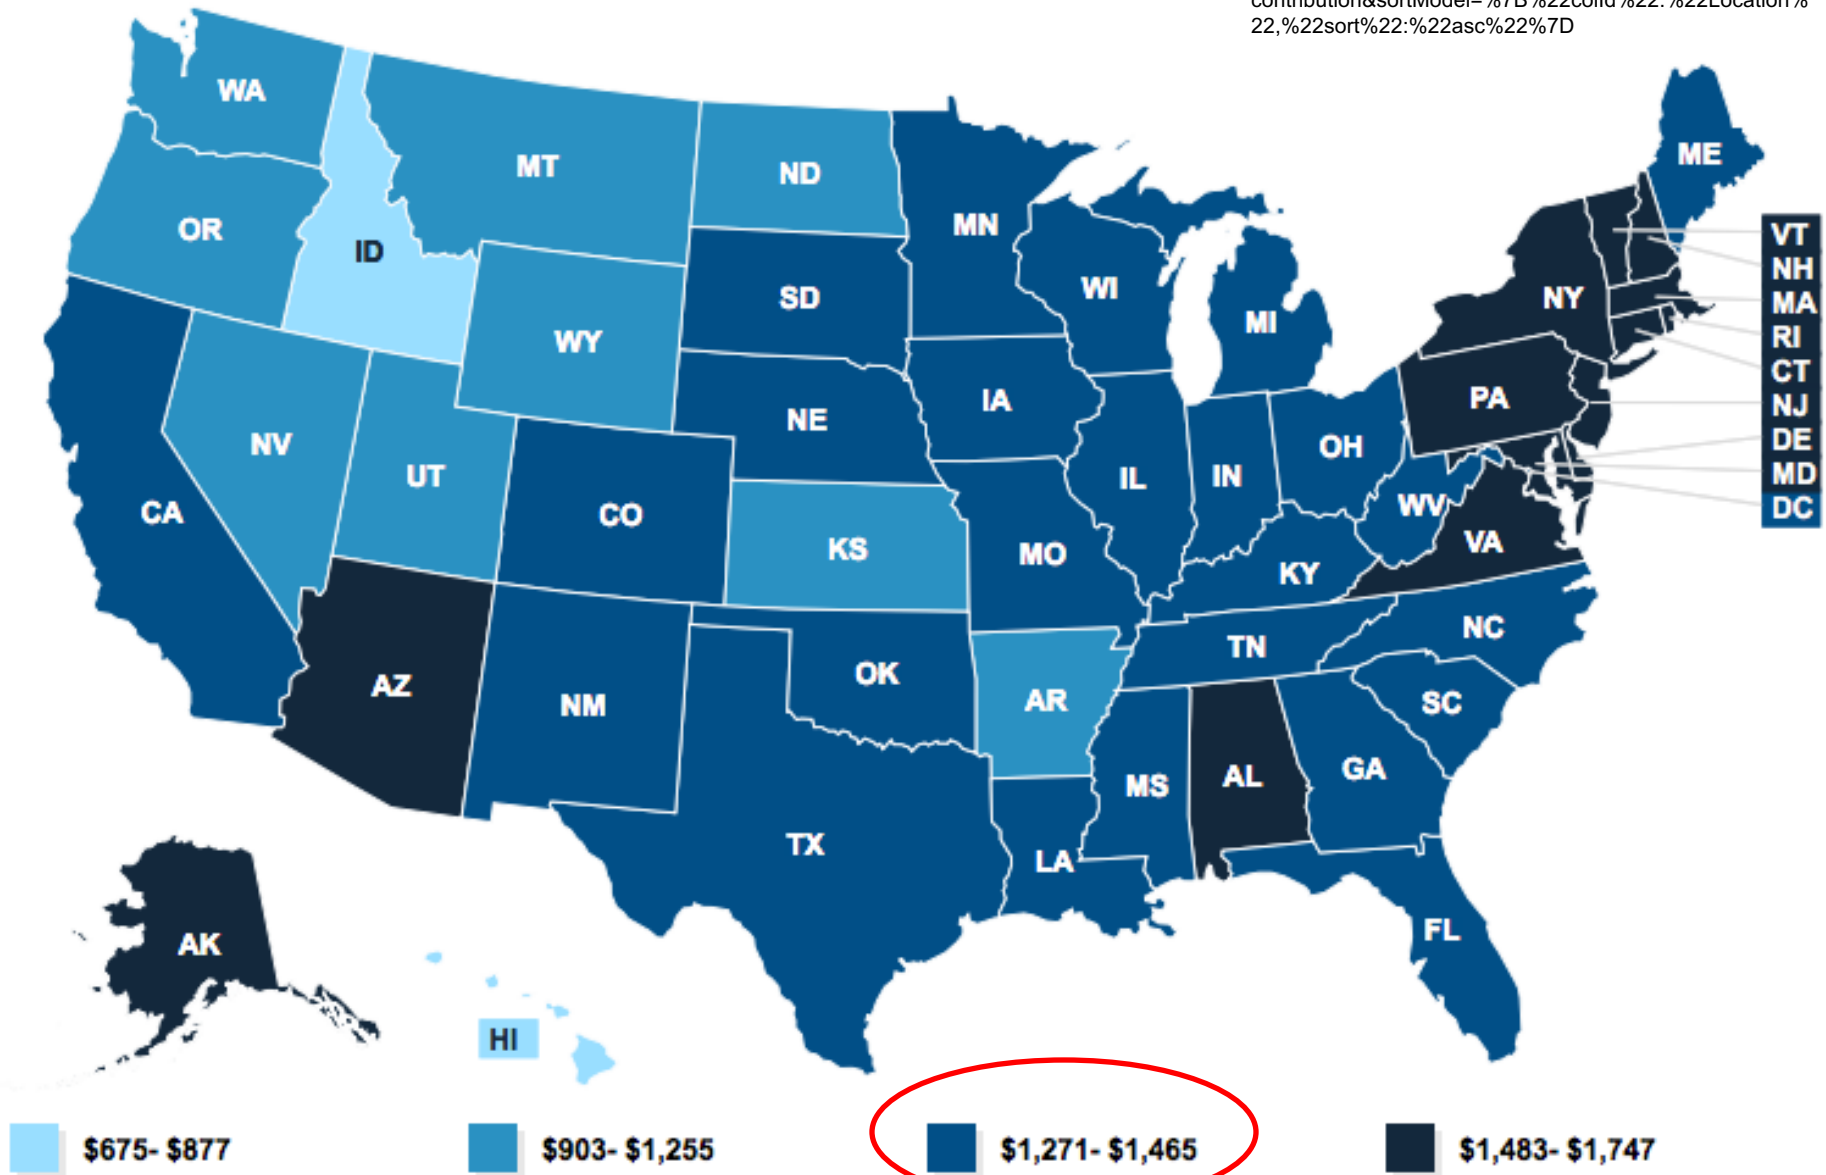 22,%22sort%22:%22asc%22%7D
WA
MT
ND
MN
ME
OR
ID
SD
WI
MI
NY
VT
NH
MA
RI
CT
NJ
DE
MD
DC
WY
NE
IA
PA
NV
UT
CO
IL
IN
OH
WV
VA
CA
KS
MO
KY
AZ
NM
OK
AR
TN
NC
SC
TX
LA
MS
AL
GA
FL
AK
HI
$675- $877
$903- $1,255
$1,271- $1,465
$1,483- $1,747